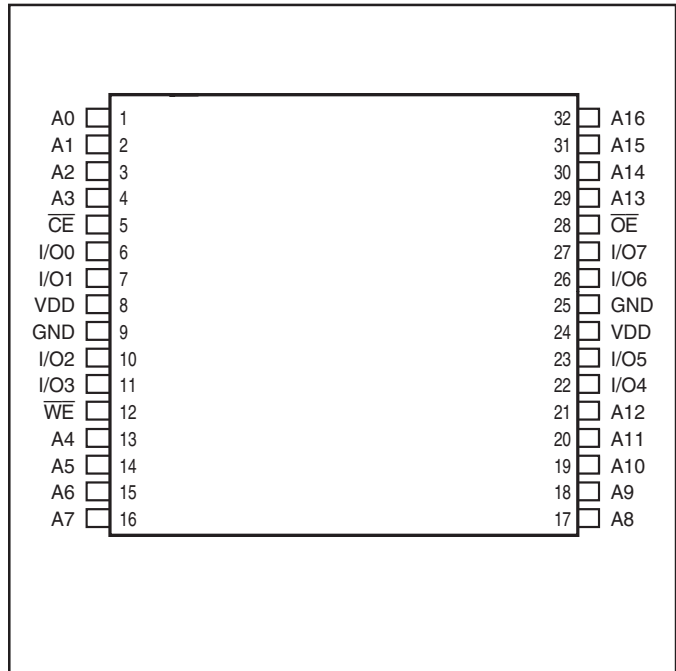 A0 1 32 A16
A1 2 31 A15
A2 3 30 A14
A3 4 29 A13
C̅E̅ 5 28 O̅E̅
I/O0 6 27 I/O7
I/O1 7 26 I/O6
VDD 8 25 GND
GND 9 24 VDD
I/O2 10 23 I/O5
I/O3 11 22 I/O4
W̅E̅ 12 21 A12
A4 13 20 A11
A5 14 19 A10
A6 15 18 A9
A7 16 17 A8